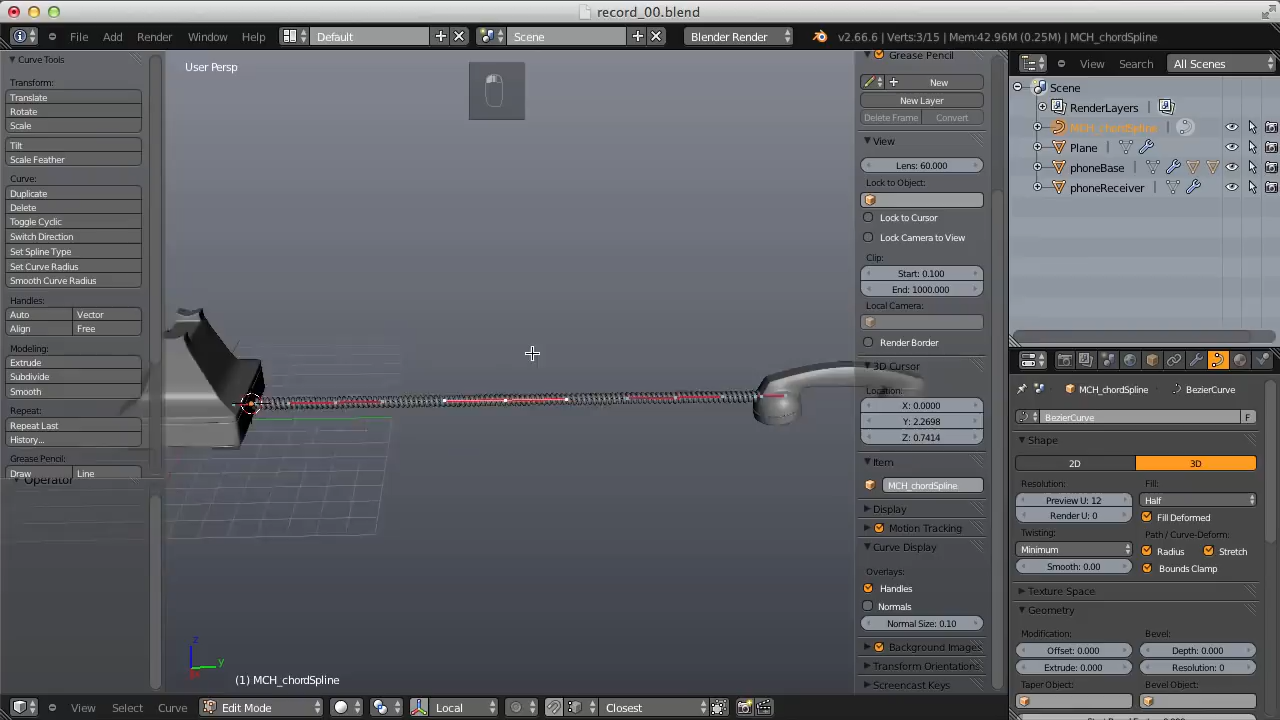 record_00.blend
File Add Render Window Help Default Scene Blender Render v2.66.6 | Verts:3/15 | Mem:42.96M (0.25M) | MCH_chordSpline
Curve Tools
Transform:
Translate
Rotate
Scale
Tilt
Scale Feather
Curve:
Duplicate
Delete
Toggle Cyclic
Switch Direction
Set Spline Type
Set Curve Radius
Smooth Curve Radius
Handles:
Auto Vector
Align Free
Modeling:
Extrude
Subdivide
Smooth
Repeat:
Repeat Last
History...
Grease Pencil:
Draw Line
Operator
User Persp
z
y
(1) MCH_chordSpline
View Select Curve Edit Mode Local Closest
Grease Pencil
New
New Layer
Delete Frame Convert
View
Lens: 60.000
Lock to Object:
Lock to Cursor
Lock Camera to View
Clip:
Start: 0.100
End: 1000.000
Local Camera:
Render Border
3D Cursor
Location:
X: 0.0000
Y: 2.2698
Z: 0.7414
Item
MCH_chordSpline
Display
Motion Tracking
Curve Display
Overlays:
Handles
Normals
Normal Size: 0.10
Background Images
Transform Orientations
Screencast Keys
View Search All Scenes
Scene
RenderLayers
MCH_chordSpline
Plane
phoneBase
phoneReceiver
MCH_chordSpline BezierCurve
BezierCurve F
Shape
2D 3D
Resolution: Fill:
Preview U: 12 Half
Render U: 0 Fill Deformed
Twisting: Path / Curve-Deform:
Minimum Radius Stretch
Smooth: 0.00 Bounds Clamp
Texture Space
Geometry
Modification: Bevel:
Offset: 0.000 Depth: 0.000
Extrude: 0.000 Resolution: 0
Taper Object: Bevel Object: